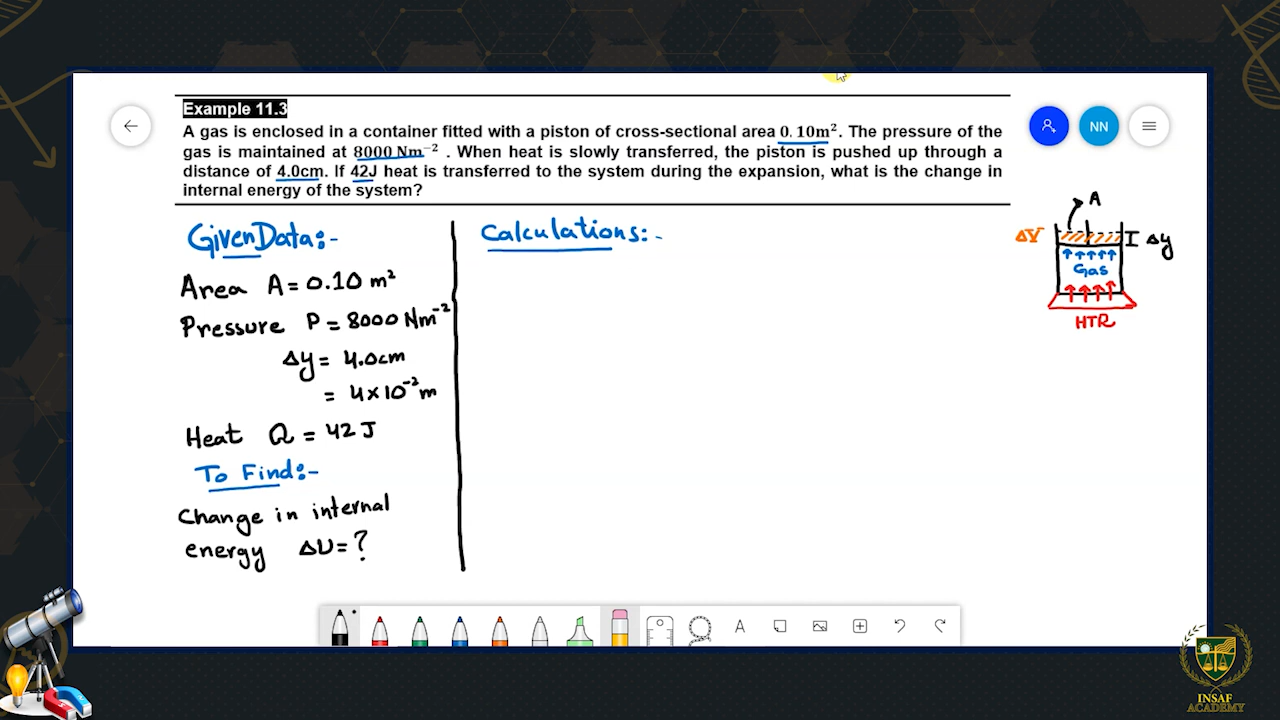 Example 11.3
A gas is enclosed in a container fitted with a piston of cross-sectional area 0.10m². The pressure of the
gas is maintained at 8000 Nm⁻² . When heat is slowly transferred, the piston is pushed up through a
distance of 4.0cm. If 42J heat is transferred to the system during the expansion, what is the change in
internal energy of the system?
NN
Given Data:-
Area A = 0.10 m²
Pressure P = 8000 Nm⁻²
Δy = 4.0cm
= 4×10⁻² m
Heat Q = 42 J
To Find:-
Change in internal
energy ΔU = ?
Calculations:-
A
ΔV
Δy
Gas
HTR
A
INSAF
ACADEMY